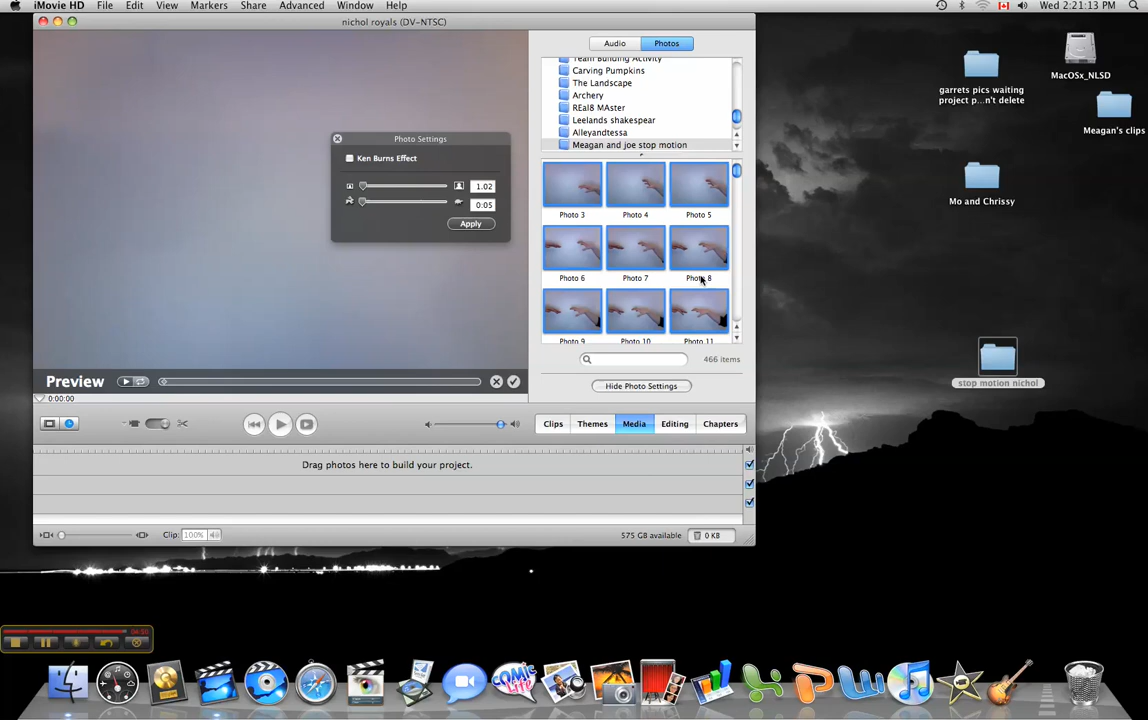 iMovie HD File Edit View Markers Share Advanced Window Help Wed 2:21:13 PM
nichol royals (DV-NTSC)
Audio Photos
Team Building Activity
Carving Pumpkins
The Landscape
Archery
REal8 MAster
Leelands shakespear
Alleyandtessa
Meagan and joe stop motion
Photo Settings
Ken Burns Effect
1.02
0:05
Apply
Photo 3 Photo 4 Photo 5
Photo 6 Photo 7 Photo 8
Photo 9 Photo 10 Photo 11
466 items
Hide Photo Settings
Preview
0:00:00
Clips Themes Media Editing Chapters
Drag photos here to build your project.
Clip: 100%
575 GB available 0 KB
garrets pics waiting
project p...n't delete
MacOSx_NLSD
Meagan's clips
Mo and Chrissy
stop motion nichol
COMIC
Life